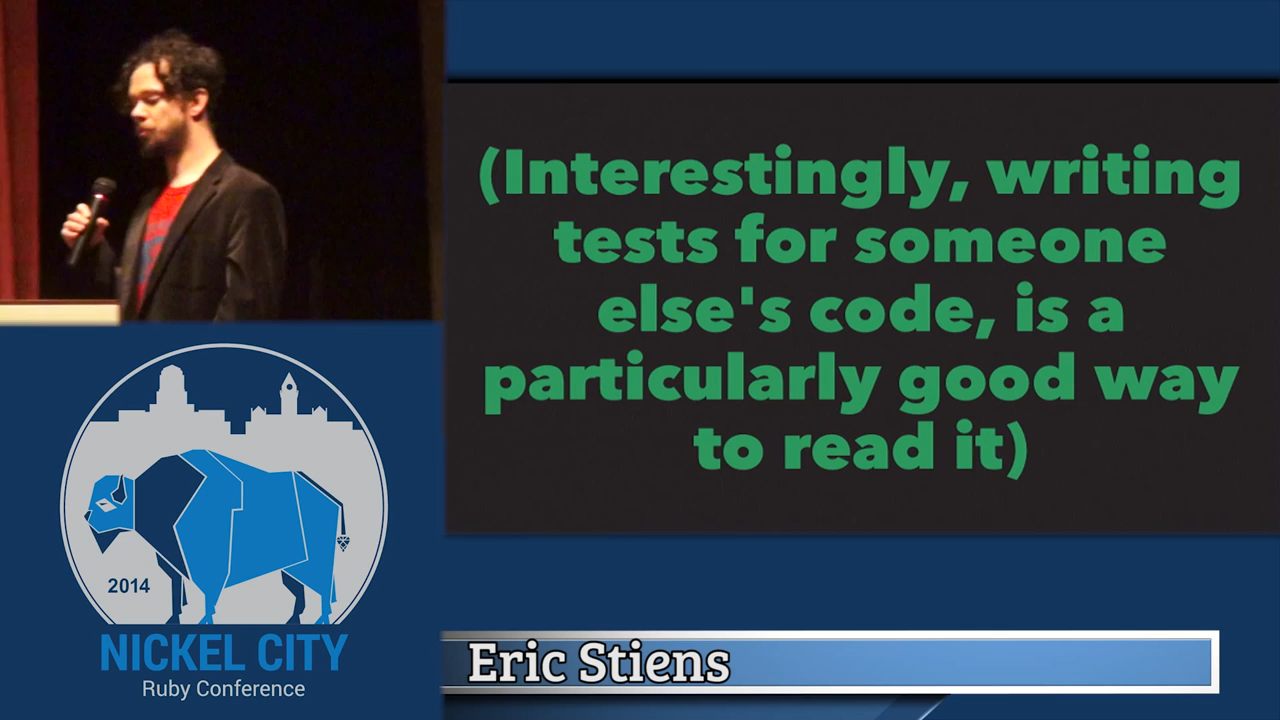 (Interestingly, writing
tests for someone
else's code, is a
particularly good way
to read it)
2014
NICKEL CITY
Ruby Conference
Eric Stiens